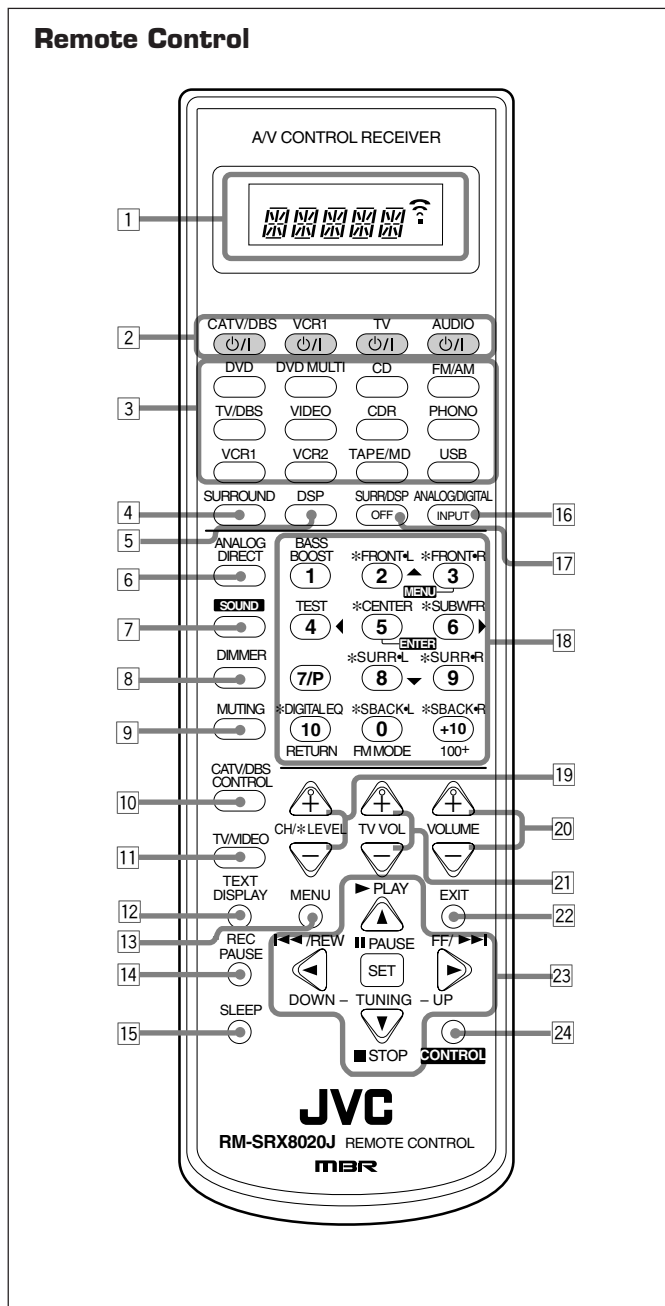 Remote Control
A/V CONTROL RECEIVER
1
CATV/DBS VCR1 TV AUDIO
2
DVD DVD MULTI CD FM/AM
3
TV/DBS VIDEO CDR PHONO
VCR1 VCR2 TAPE/MD USB
SURROUND DSP SURR/DSP ANALOG/DIGITAL
4 OFF INPUT 16
5 17
ANALOG DIRECT BASS BOOST *FRONT•L *FRONT•R
6 1 2 3
MENU
SOUND TEST *CENTER *SUBWFR
7 4 5 6 18
ENTER
DIMMER *SURR•L *SURR•R
8 7/P 8 9
MUTING *DIGITAL EQ *SBACK•L *SBACK•R
9 10 0 +10
RETURN FM MODE 100+
CATV/DBS CONTROL
10 19
CH/*LEVEL TV VOL VOLUME 20
TV/VIDEO
11 21
TEXT DISPLAY MENU ►PLAY EXIT
12 22
13
REC PAUSE /REW PAUSE FF/
14 SET 23
DOWN – TUNING – UP
SLEEP
15 24
STOP CONTROL
JVC
RM-SRX8020J REMOTE CONTROL
MBR